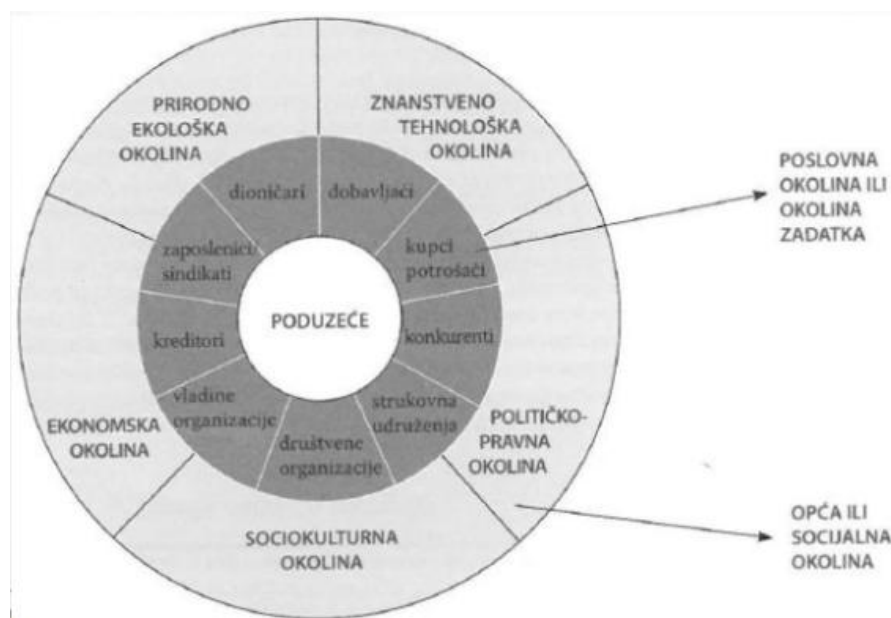 PRIRODNO
EKOLOŠKA
OKOLINA
ZNANSTVENO
TEHNOLOŠKA
OKOLINA
POSLOVNA
OKOLINA ILI
OKOLINA
ZADATKA
dioničari
dobavljaći
zaposlenici/
sindikati
kupci
potrošači
PODUZEĆE
kreditori
konkurenti
vladine
organizacije
strukovna
udruženja
društvene
organizacije
EKONOMSKA
OKOLINA
POLITIČKO-
PRAVNA
OKOLINA
SOCIOKULTURNA
OKOLINA
OPĆA ILI
SOCIJALNA
OKOLINA